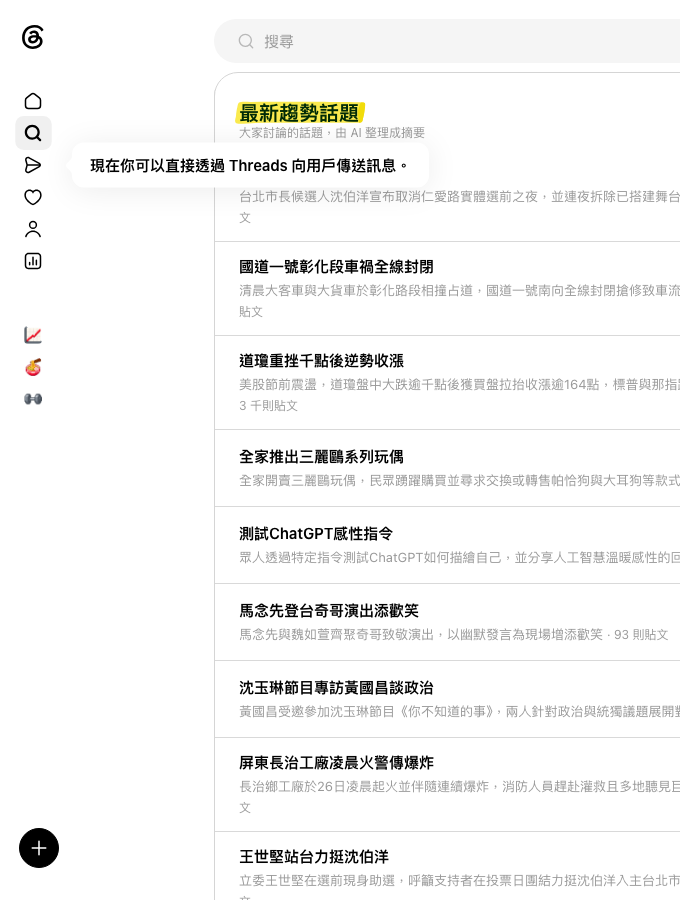 搜尋
最新趨勢話題
大家討論的話題，由 AI 整理成摘要
現在你可以直接透過 Threads 向用戶傳送訊息。
台北市長候選人沈伯洋宣布取消仁愛路實體選前之夜，並連夜拆除已搭建舞台
文
國道一號彰化段車禍全線封閉
清晨大客車與大貨車於彰化路段相撞占道，國道一號南向全線封閉搶修致車流
貼文
道瓊重挫千點後逆勢收漲
美股節前震盪，道瓊盤中大跌逾千點後獲買盤拉抬收漲逾164點，標普與那指
3 千則貼文
全家推出三麗鷗系列玩偶
全家開賣三麗鷗玩偶，民眾踴躍購買並尋求交換或轉售帕恰狗與大耳狗等款式
測試ChatGPT感性指令
眾人透過特定指令測試ChatGPT如何描繪自己，並分享人工智慧溫暖感性的回
馬念先登台奇哥演出添歡笑
馬念先與魏如萱齊聚奇哥致敬演出，以幽默發言為現場增添歡笑 · 93 則貼文
沈玉琳節目專訪黃國昌談政治
黃國昌受邀參加沈玉琳節目《你不知道的事》，兩人針對政治與統獨議題展開
屏東長治工廠凌晨火警傳爆炸
長治鄉工廠於26日凌晨起火並伴隨連續爆炸，消防人員趕赴灌救且多地聽見
文
王世堅站台力挺沈伯洋
立委王世堅在選前現身助選，呼籲支持者在投票日團結力挺沈伯洋入主台北市